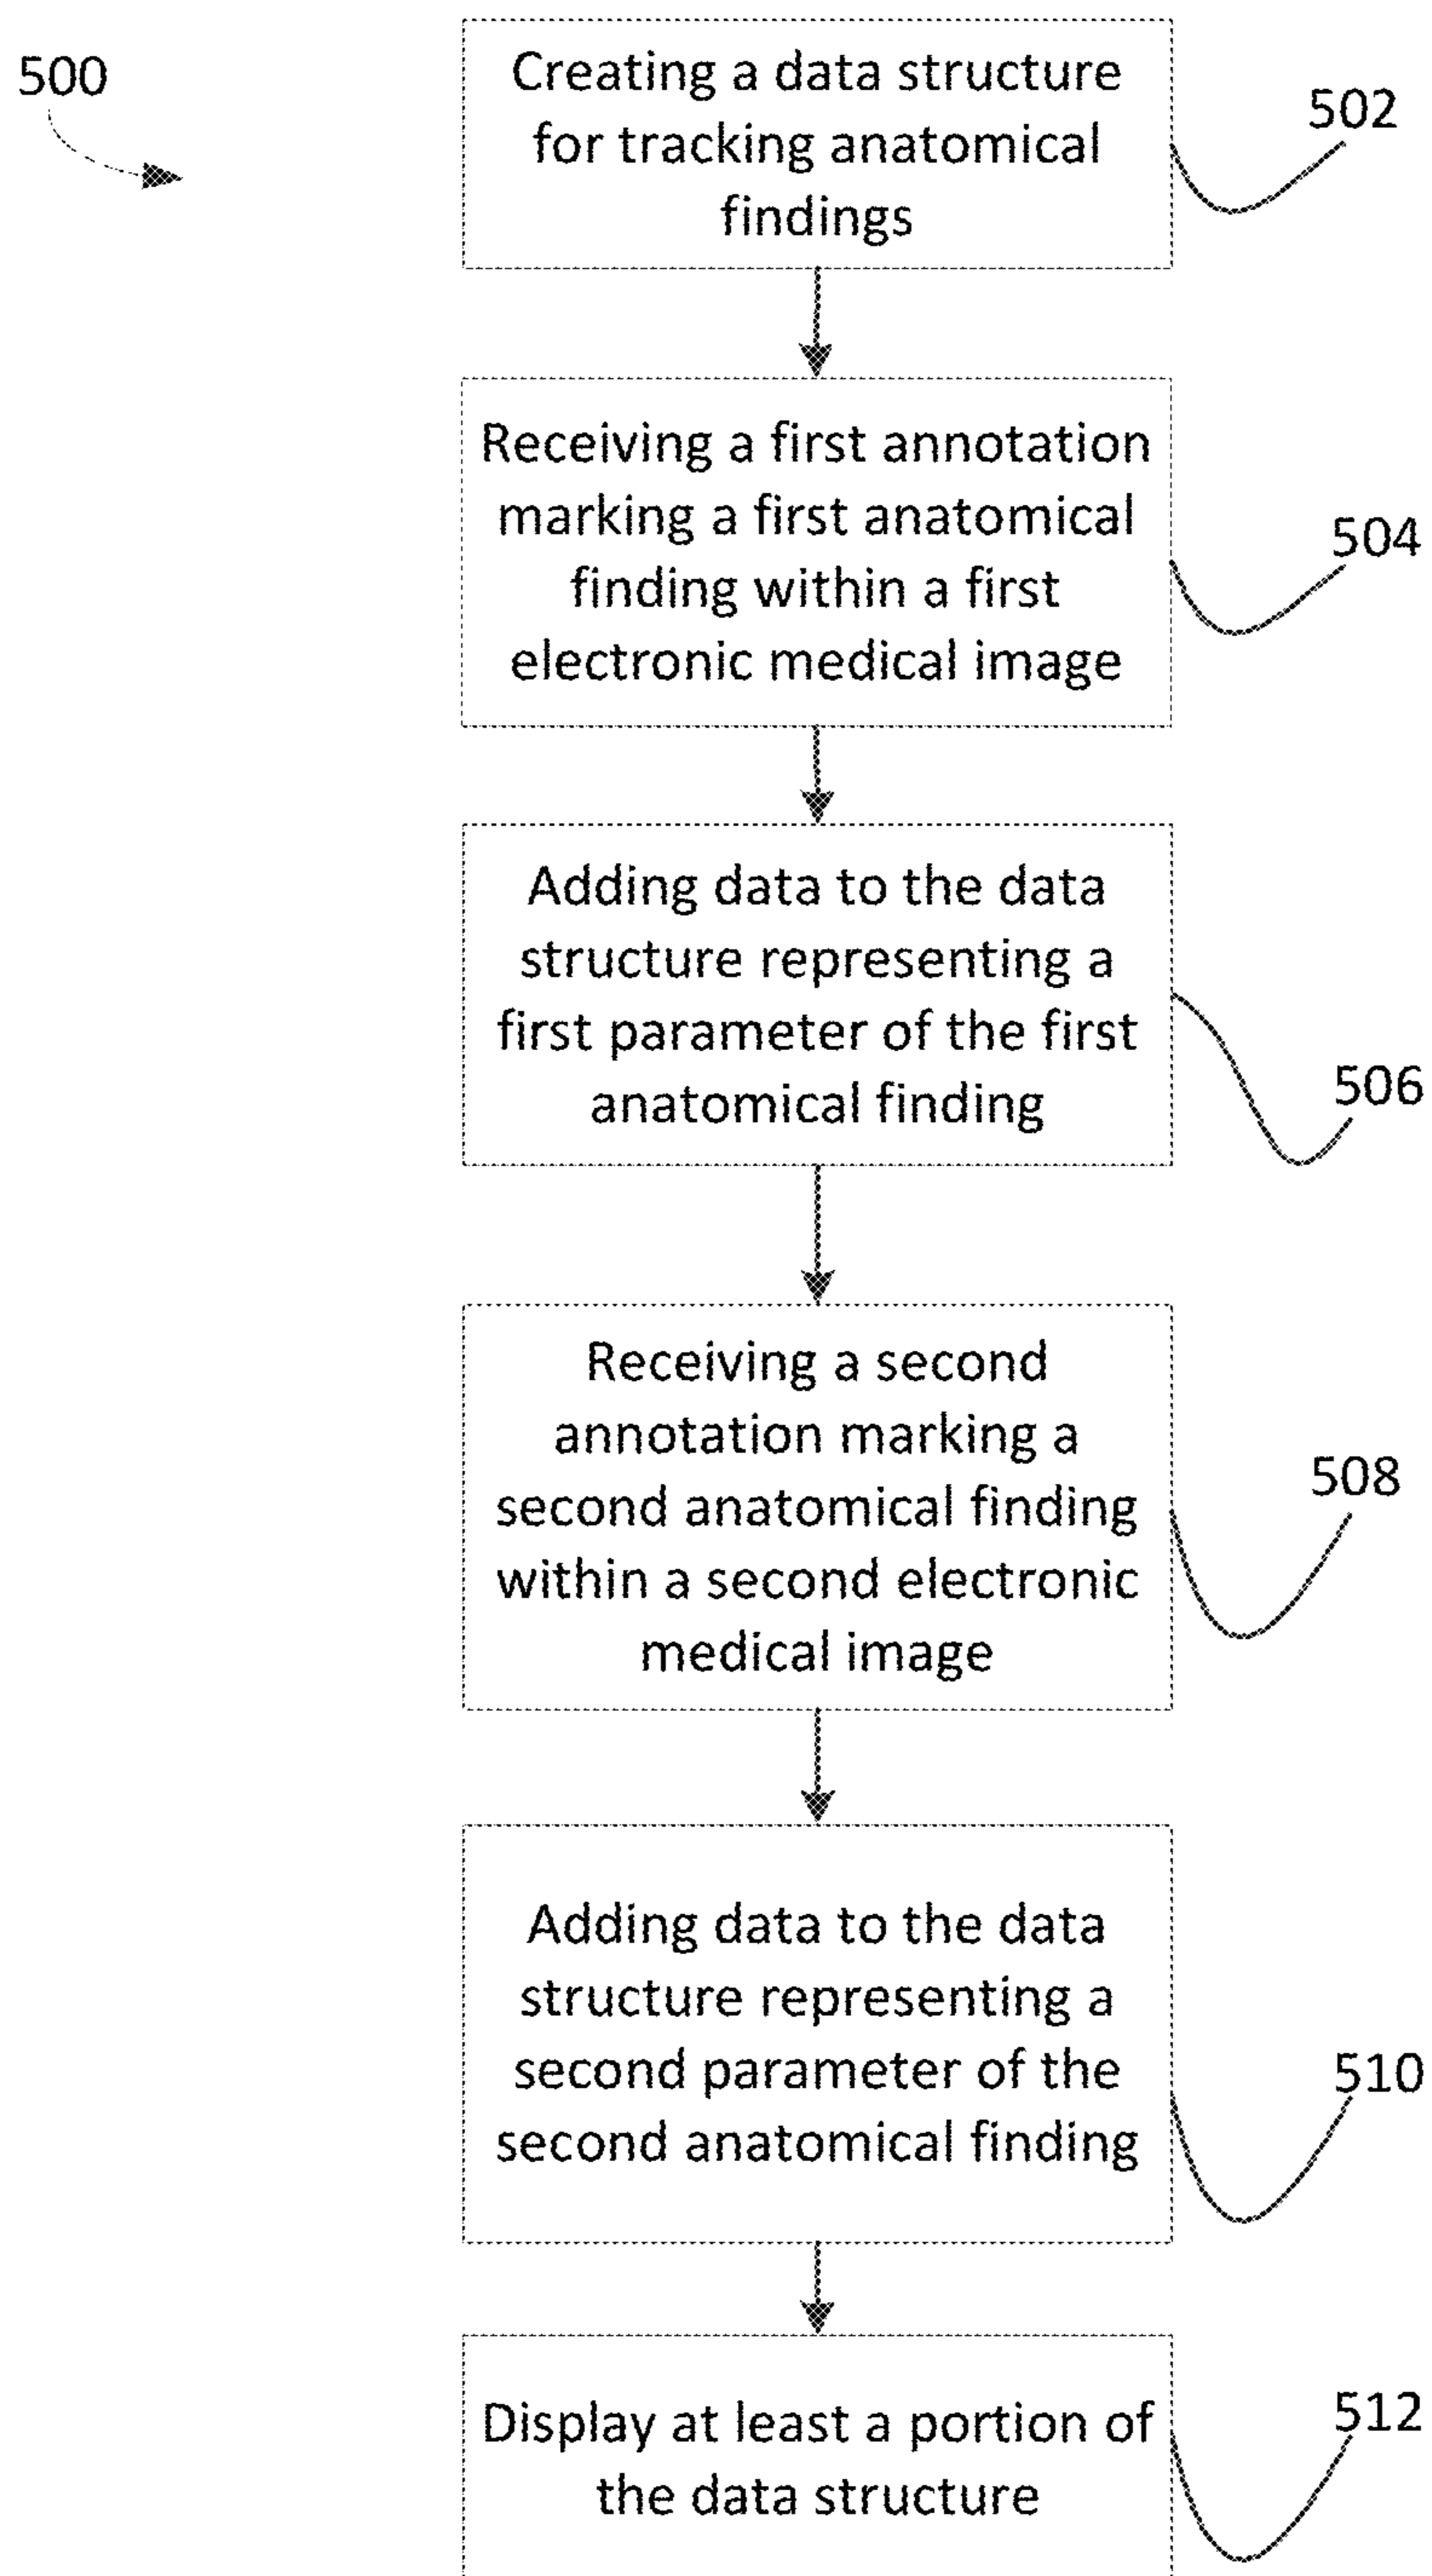 500
Creating a data structure
for tracking anatomical
findings
502
Receiving a first annotation
marking a first anatomical
finding within a first
electronic medical image
504
Adding data to the data
structure representing a
first parameter of the first
anatomical finding
506
Receiving a second
annotation marking a
second anatomical finding
within a second electronic
medical image
508
Adding data to the data
structure representing a
second parameter of the
second anatomical finding
510
Display at least a portion of
the data structure
512